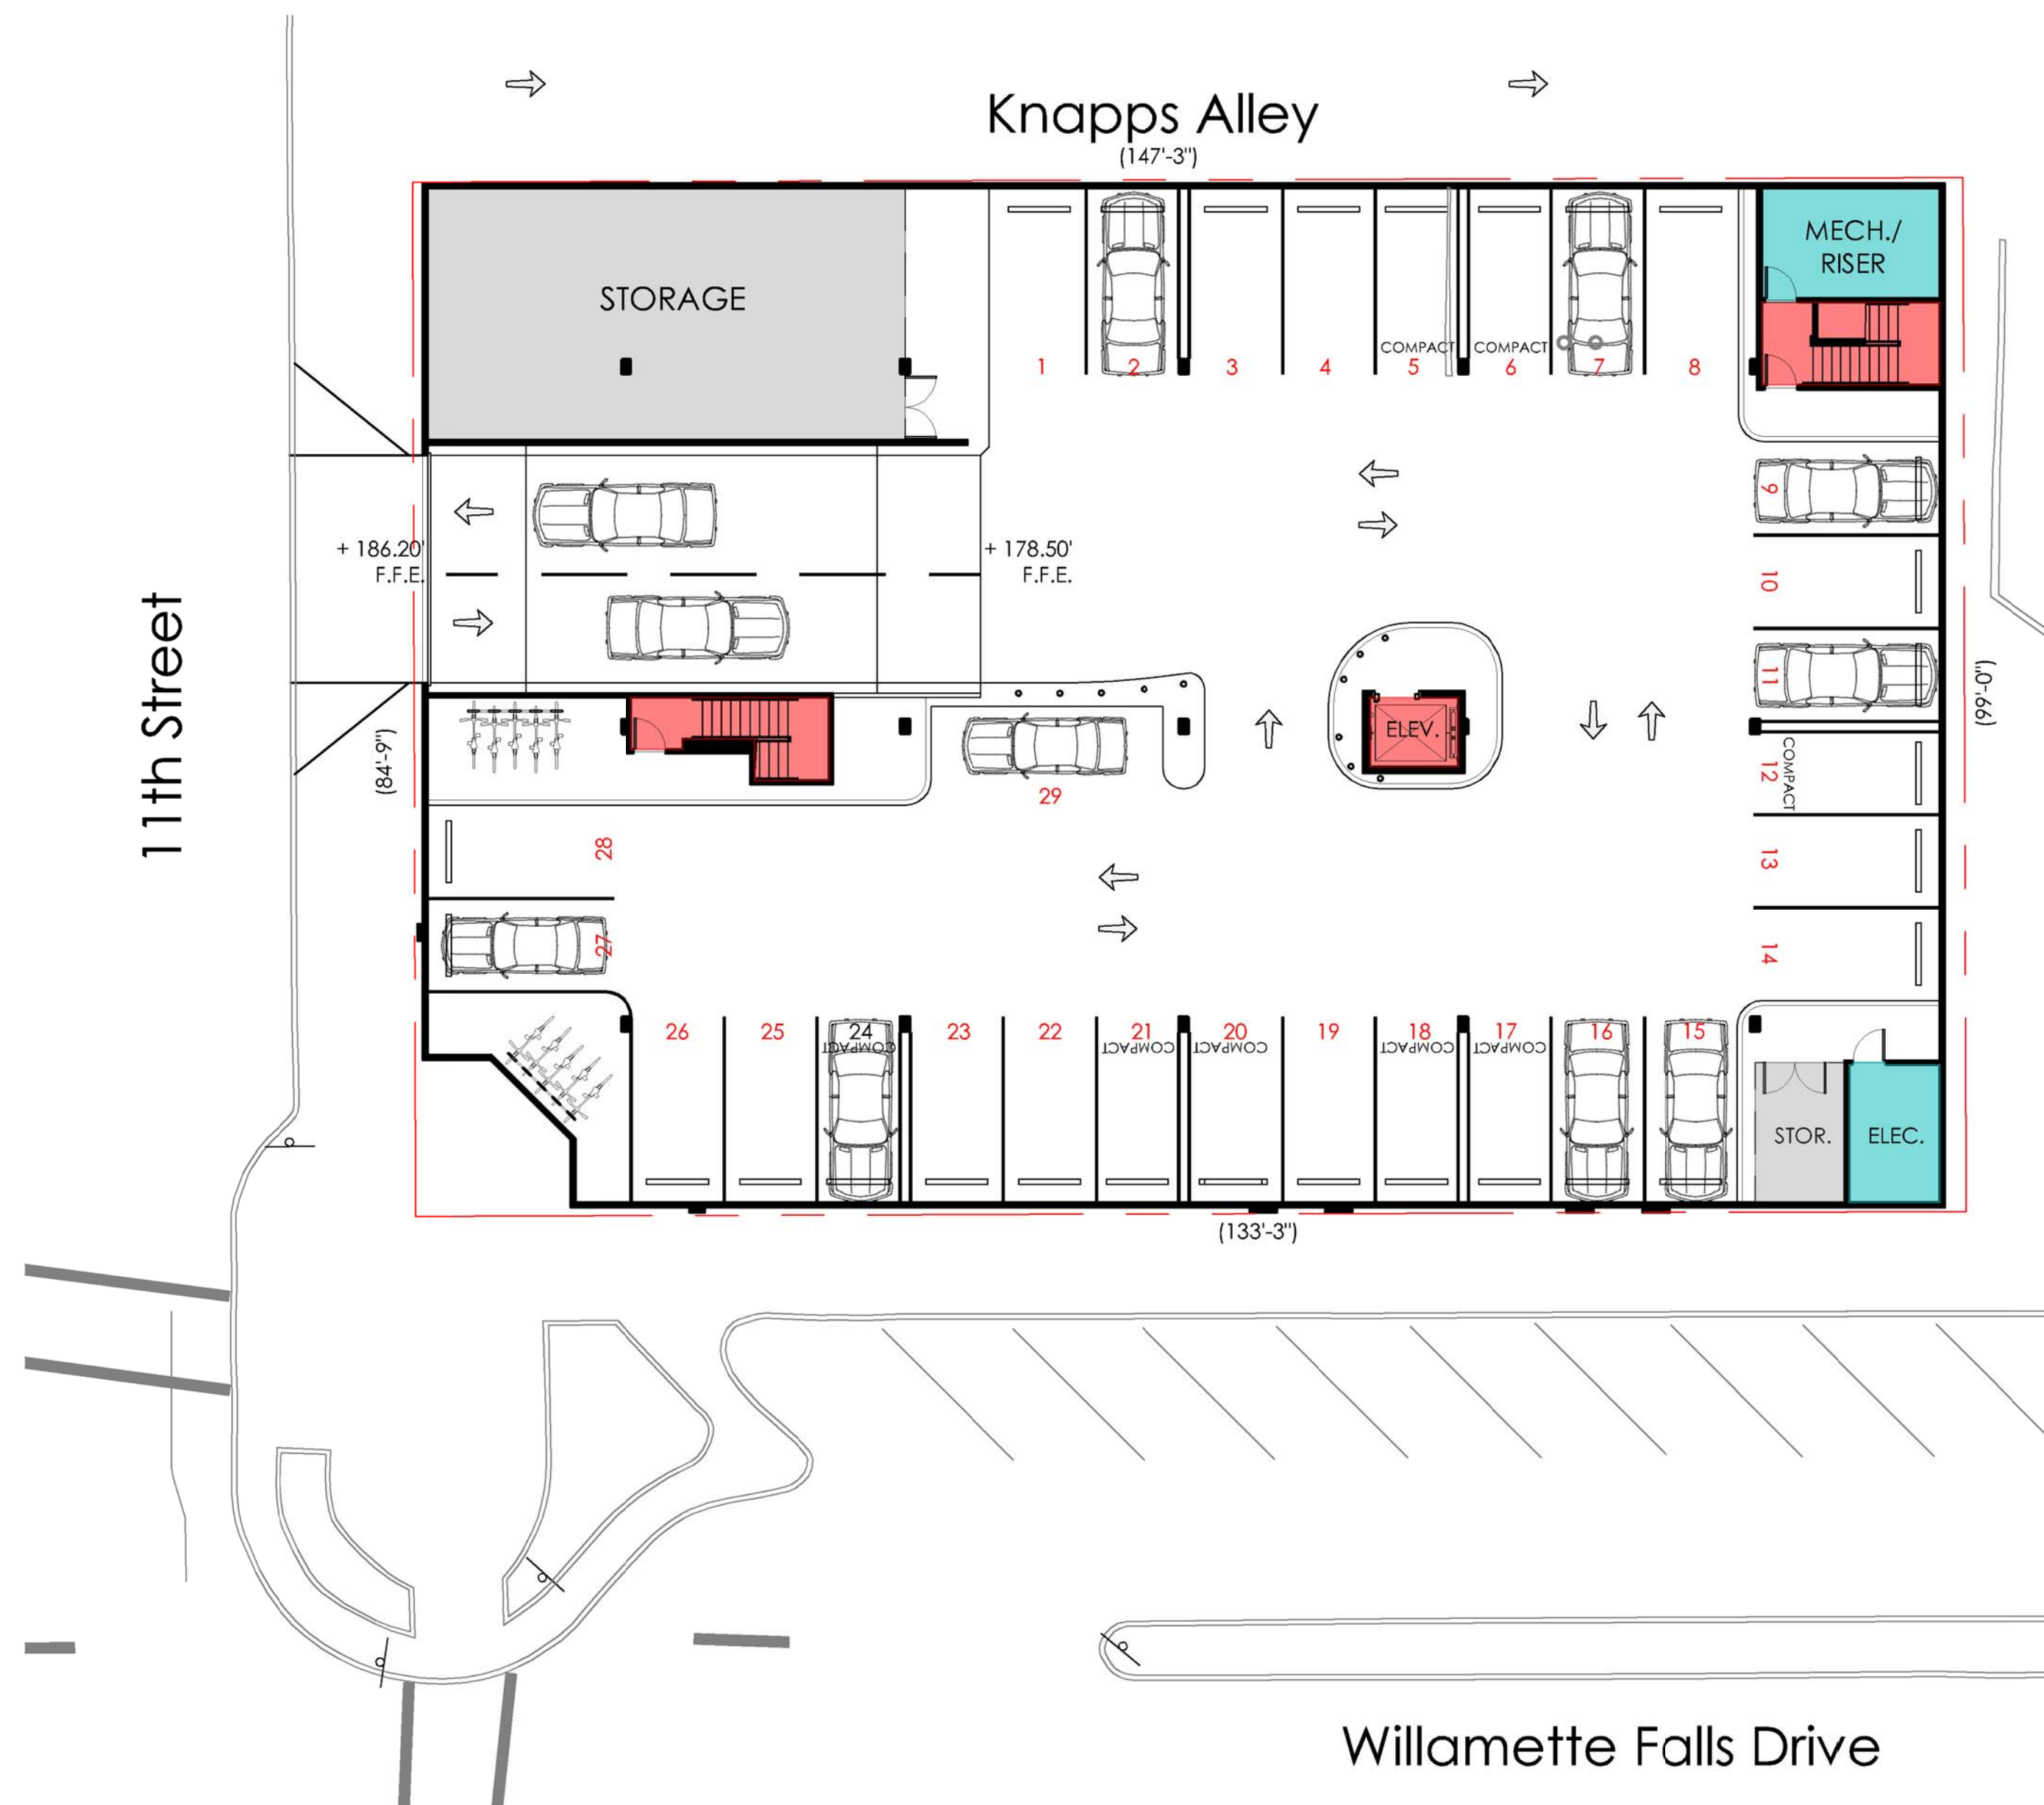 Knapps Alley
(147'-3")
STORAGE
MECH./
RISER
COMPACT
COMPACT
1
2
3
4
5
6
7
8
9
10
11
12
COMPACT
13
14
+ 186.20'
F.F.E.
+ 178.50'
F.F.E.
11th Street
(84'-9")
(99'-0")
ELEV.
29
28
27
26
25
24
23
22
21
20
19
18
17
16
15
COMPACT
COMPACT
COMPACT
COMPACT
COMPACT
STOR.
ELEC.
(133'-3")
Willamette Falls Drive